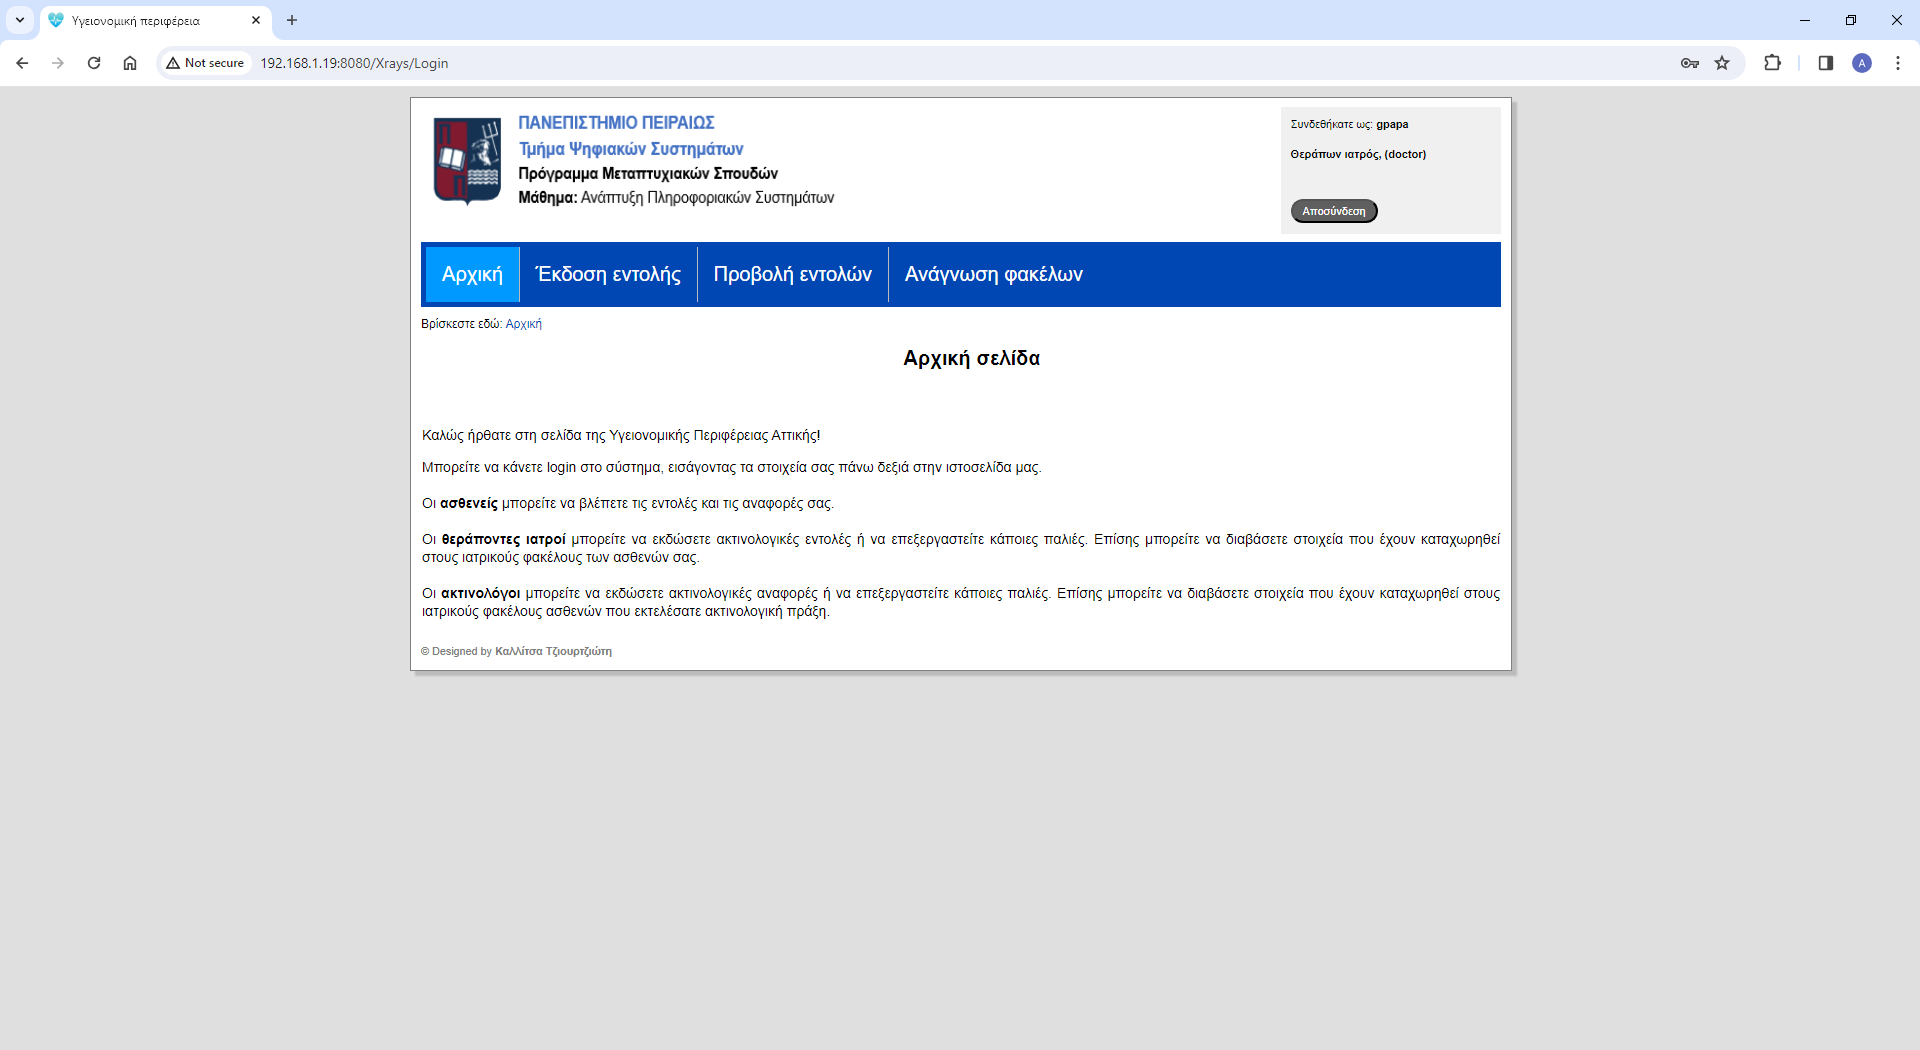 Υγειονομική περιφέρεια
Not secure
192.168.1.19:8080/Xrays/Login
A
ΠΑΝΕΠΙΣΤΗΜΙΟ ΠΕΙΡΑΙΩΣ
Τμήμα Ψηφιακών Συστημάτων
Πρόγραμμα Μεταπτυχιακών Σπουδών
Μάθημα: Ανάπτυξη Πληροφοριακών Συστημάτων
Συνδεθήκατε ως: gpapa
Θεράπων ιατρός, (doctor)
Αποσύνδεση
Αρχική
Έκδοση εντολής
Προβολή εντολών
Ανάγνωση φακέλων
Βρίσκεστε εδώ: Αρχική
Αρχική σελίδα
Καλώς ήρθατε στη σελίδα της Υγειονομικής Περιφέρειας Αττικής!
Μπορείτε να κάνετε login στο σύστημα, εισάγοντας τα στοιχεία σας πάνω δεξιά στην ιστοσελίδα μας.
Οι ασθενείς μπορείτε να βλέπετε τις εντολές και τις αναφορές σας.
Οι θεράποντες ιατροί μπορείτε να εκδώσετε ακτινολογικές εντολές ή να επεξεργαστείτε κάποιες παλιές. Επίσης μπορείτε να διαβάσετε στοιχεία που έχουν καταχωρηθεί
στους ιατρικούς φακέλους των ασθενών σας.
Οι ακτινολόγοι μπορείτε να εκδώσετε ακτινολογικές αναφορές ή να επεξεργαστείτε κάποιες παλιές. Επίσης μπορείτε να διαβάσετε στοιχεία που έχουν καταχωρηθεί στους
ιατρικούς φακέλους ασθενών που εκτελέσατε ακτινολογική πράξη.
© Designed by Καλλίτσα Τζιουρτζιώτη